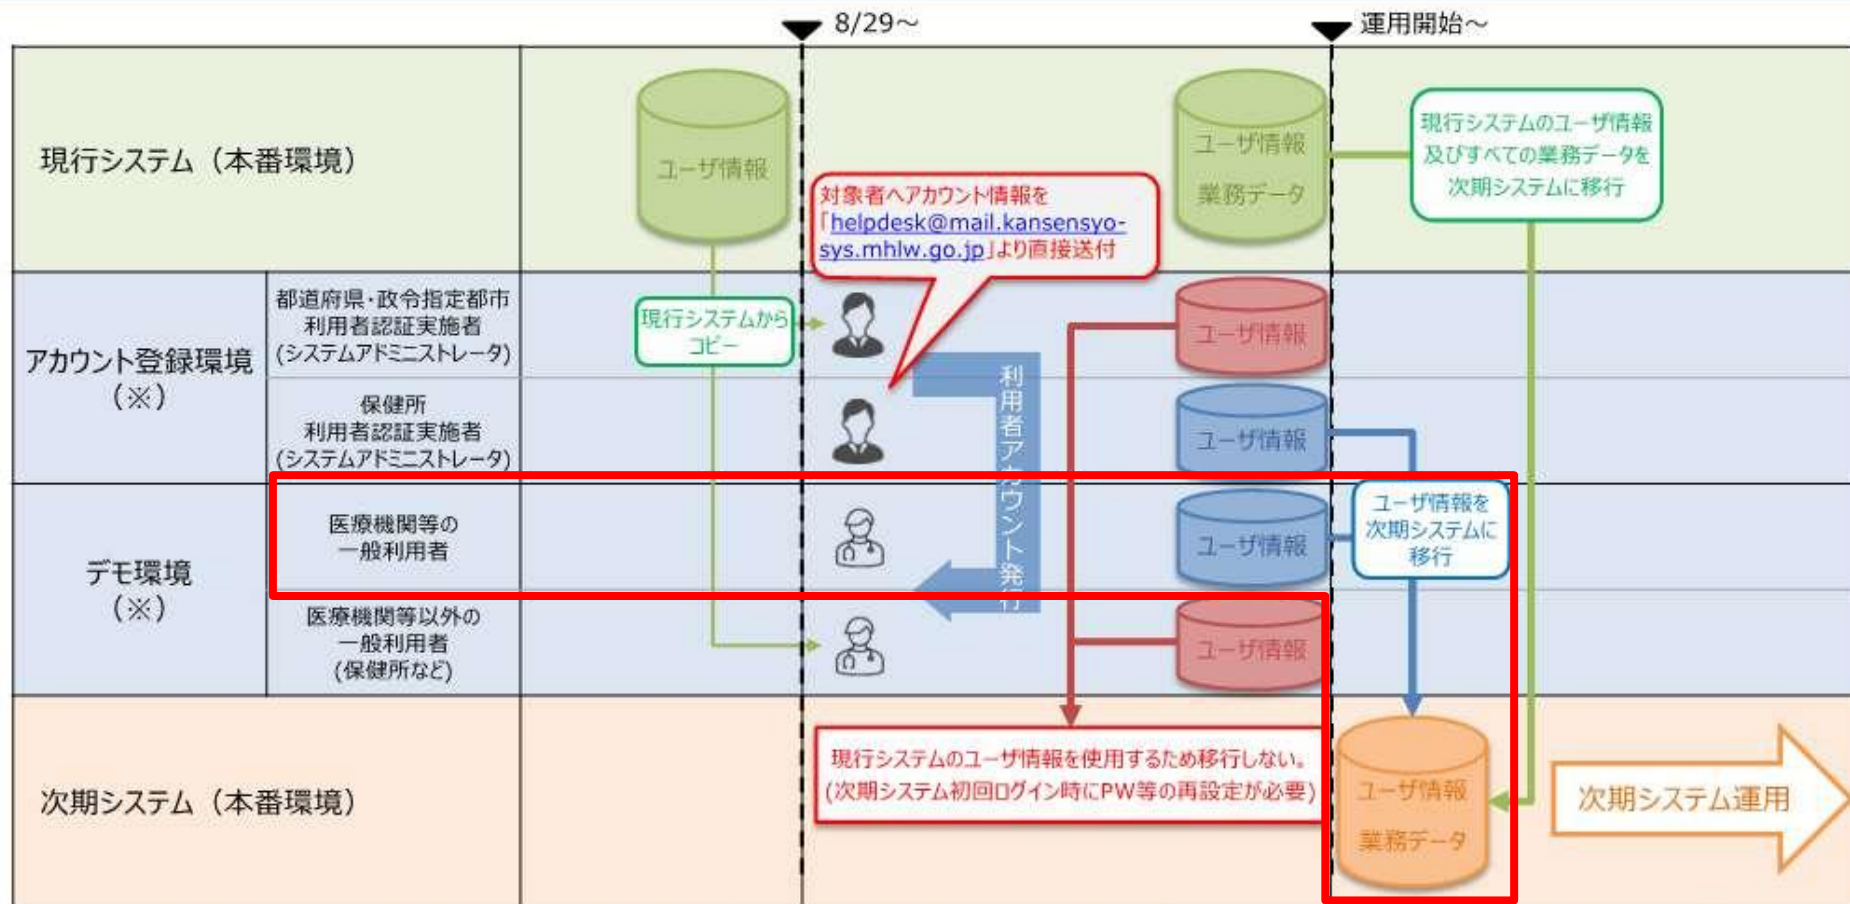 8/29～
運用開始～
現行システム（本番環境）
ユーザ情報
ユーザ情報
業務データ
現行システムのユーザ情報
及びすべての業務データを
次期システムに移行
対象者へアカウント情報を
「helpdesk@mail.kansensyo-
sys.mhlw.go.jp」より直接送付
アカウント登録環境
（※）
都道府県・政令指定都市
利用者認証実施者
(システムアドミニストレータ)
現行システムから
コピー
ユーザ情報
保健所
利用者認証実施者
(システムアドミニストレータ)
利用者アカウント発行
ユーザ情報
デモ環境
（※）
医療機関等の
一般利用者
ユーザ情報
ユーザ情報を
次期システムに
移行
医療機関等以外の
一般利用者
(保健所など)
ユーザ情報
次期システム（本番環境）
現行システムのユーザ情報を使用するため移行しない。
(次期システム初回ログイン時にPW等の再設定が必要)
ユーザ情報
業務データ
次期システム運用